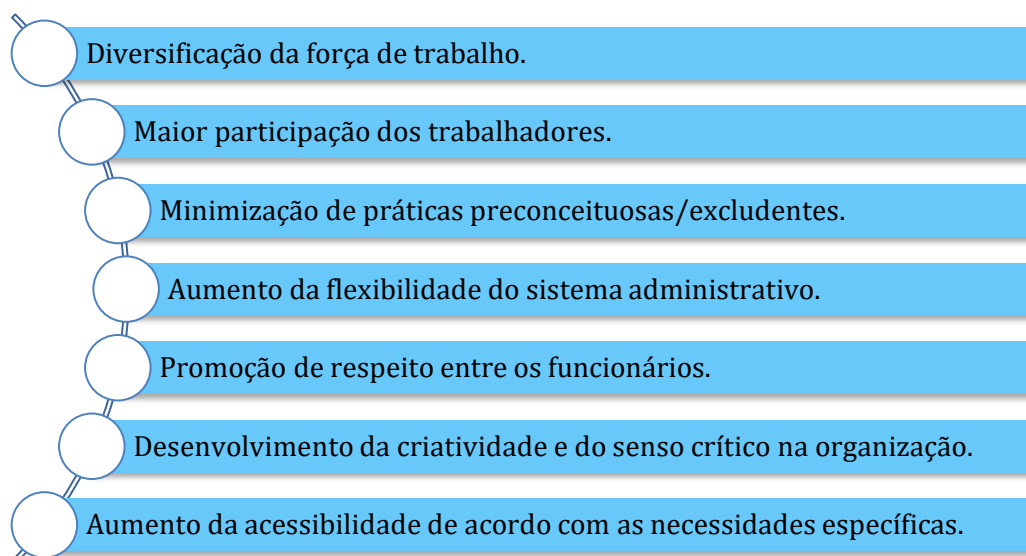 Diversificação da força de trabalho.
Maior participação dos trabalhadores.
Minimização de práticas preconceituosas/excludentes.
Aumento da flexibilidade do sistema administrativo.
Promoção de respeito entre os funcionários.
Desenvolvimento da criatividade e do senso crítico na organização.
Aumento da acessibilidade de acordo com as necessidades específicas.